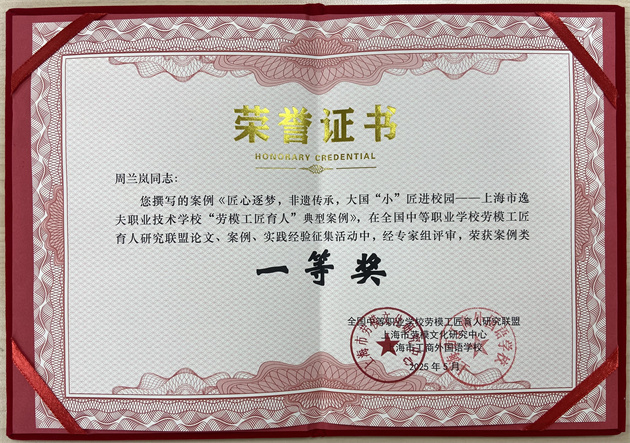 荣誉证书
HONORARY CREDENTIAL
周兰岚同志：
您撰写的案例《匠心逐梦，非遗传承，大国“小”匠进校园——上海市逸
夫职业技术学校“劳模工匠育人”典型案例》，在全国中等职业学校劳模工匠
育人研究联盟论文、案例、实践经验征集活动中，经专家组评审，荣获案例类
一等奖
全国中等职业学校劳模工匠育人研究联盟
上海市劳模文化研究中心
上海市工商外国语学校
2025年5月